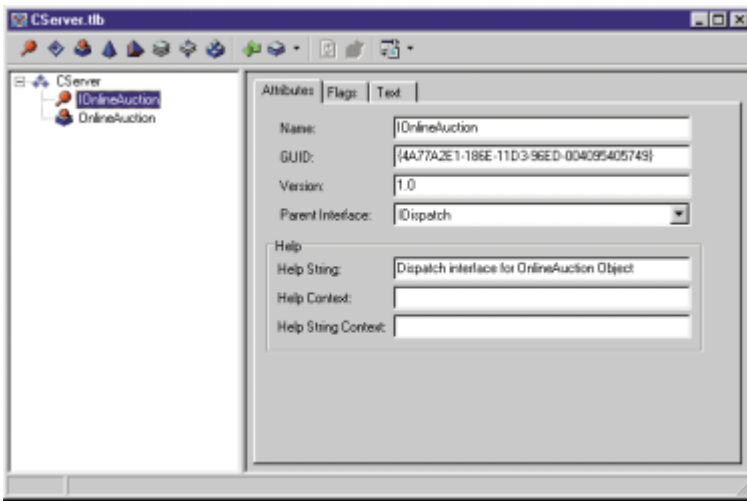 CServer.tlb
CServer
IOnlineAuction
OnlineAuction
Attributes Flags Text
Name: IOnlineAuction
GUID: {4A77A2E1-186E-11D3-96ED-004095405749}
Version: 1.0
Parent Interface: IDispatch
Help
Help String: Dispatch interface for OnlineAuction Object
Help Context:
Help String Context: